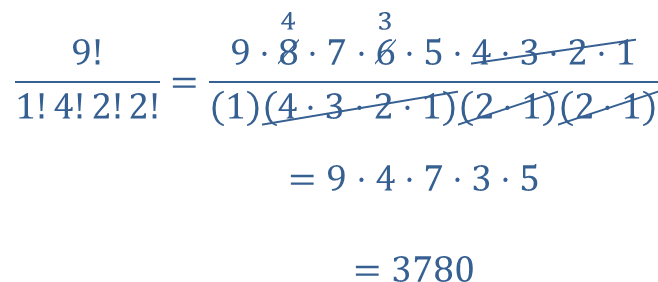 4 3
9! / 1! 4! 2! 2! = 9 · 8 · 7 · 6 · 5 · 4 · 3 · 2 · 1 / (1)(4 · 3 · 2 · 1)(2 · 1)(2 · 1)
= 9 · 4 · 7 · 3 · 5
= 3780